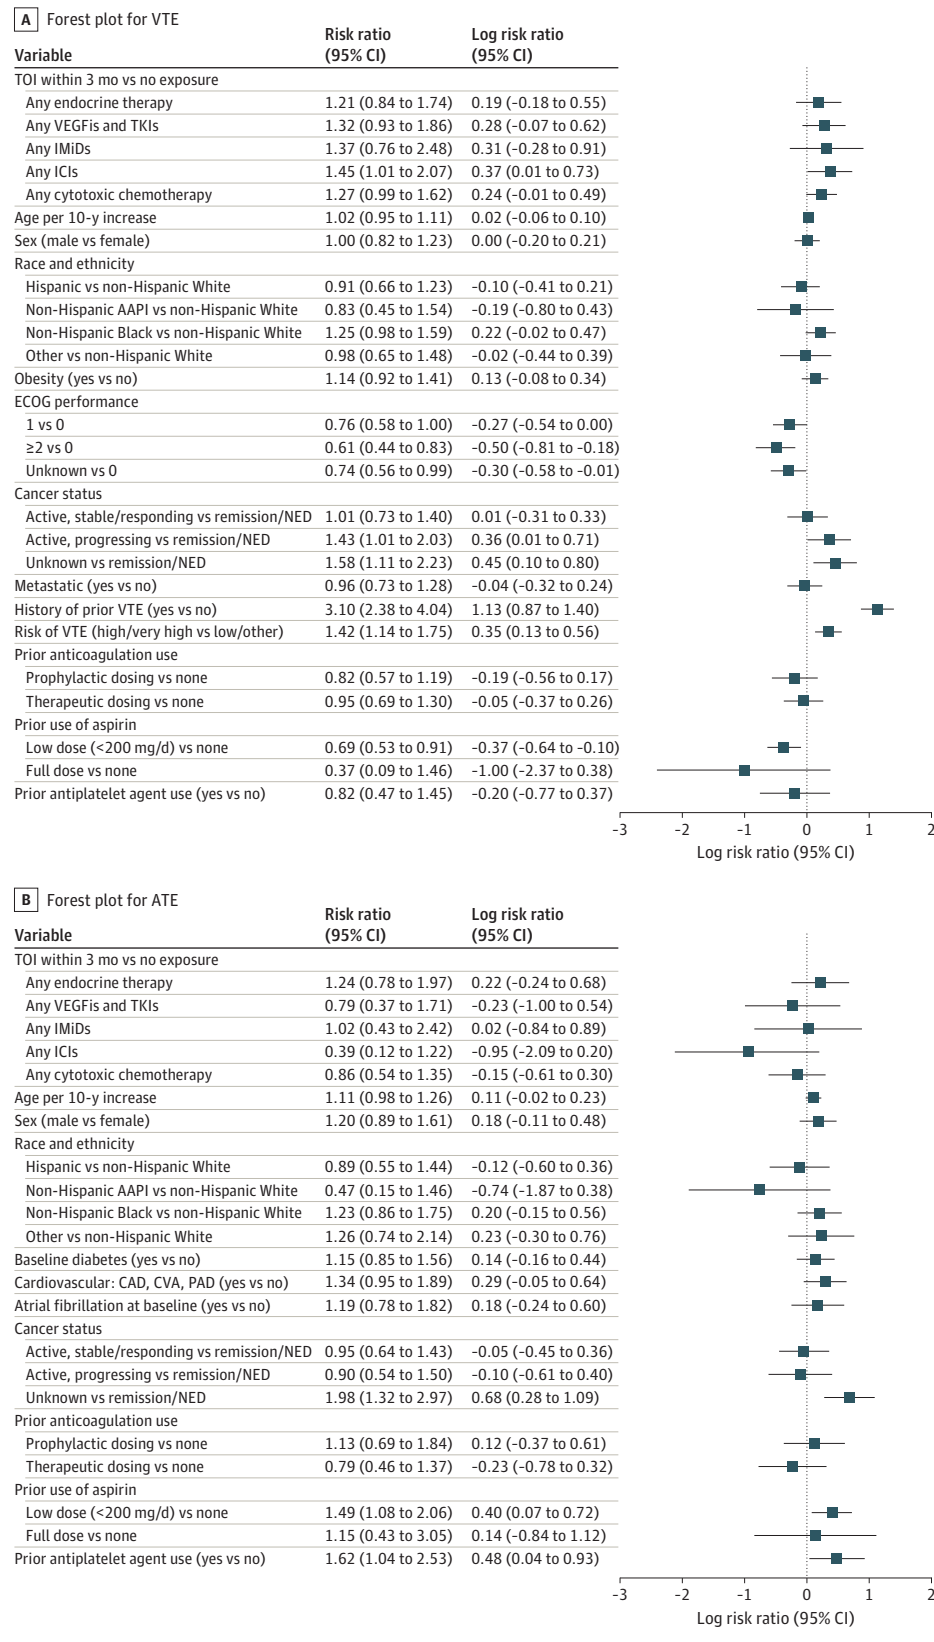 A Forest plot for VTE
Variable Risk ratio (95% CI) Log risk ratio (95% CI)
TOI within 3 mo vs no exposure
Any endocrine therapy 1.21 (0.84 to 1.74) 0.19 (-0.18 to 0.55)
Any VEGFis and TKIs 1.32 (0.93 to 1.86) 0.28 (-0.07 to 0.62)
Any IMiDs 1.37 (0.76 to 2.48) 0.31 (-0.28 to 0.91)
Any ICIs 1.45 (1.01 to 2.07) 0.37 (0.01 to 0.73)
Any cytotoxic chemotherapy 1.27 (0.99 to 1.62) 0.24 (-0.01 to 0.49)
Age per 10-y increase 1.02 (0.95 to 1.11) 0.02 (-0.06 to 0.10)
Sex (male vs female) 1.00 (0.82 to 1.23) 0.00 (-0.20 to 0.21)
Race and ethnicity
Hispanic vs non-Hispanic White 0.91 (0.66 to 1.23) -0.10 (-0.41 to 0.21)
Non-Hispanic AAPI vs non-Hispanic White 0.83 (0.45 to 1.54) -0.19 (-0.80 to 0.43)
Non-Hispanic Black vs non-Hispanic White 1.25 (0.98 to 1.59) 0.22 (-0.02 to 0.47)
Other vs non-Hispanic White 0.98 (0.65 to 1.48) -0.02 (-0.44 to 0.39)
Obesity (yes vs no) 1.14 (0.92 to 1.41) 0.13 (-0.08 to 0.34)
ECOG performance
1 vs 0 0.76 (0.58 to 1.00) -0.27 (-0.54 to 0.00)
≥2 vs 0 0.61 (0.44 to 0.83) -0.50 (-0.81 to -0.18)
Unknown vs 0 0.74 (0.56 to 0.99) -0.30 (-0.58 to -0.01)
Cancer status
Active, stable/responding vs remission/NED 1.01 (0.73 to 1.40) 0.01 (-0.31 to 0.33)
Active, progressing vs remission/NED 1.43 (1.01 to 2.03) 0.36 (0.01 to 0.71)
Unknown vs remission/NED 1.58 (1.11 to 2.23) 0.45 (0.10 to 0.80)
Metastatic (yes vs no) 0.96 (0.73 to 1.28) -0.04 (-0.32 to 0.24)
History of prior VTE (yes vs no) 3.10 (2.38 to 4.04) 1.13 (0.87 to 1.40)
Risk of VTE (high/very high vs low/other) 1.42 (1.14 to 1.75) 0.35 (0.13 to 0.56)
Prior anticoagulation use
Prophylactic dosing vs none 0.82 (0.57 to 1.19) -0.19 (-0.56 to 0.17)
Therapeutic dosing vs none 0.95 (0.69 to 1.30) -0.05 (-0.37 to 0.26)
Prior use of aspirin
Low dose (<200 mg/d) vs none 0.69 (0.53 to 0.91) -0.37 (-0.64 to -0.10)
Full dose vs none 0.37 (0.09 to 1.46) -1.00 (-2.37 to 0.38)
Prior antiplatelet agent use (yes vs no) 0.82 (0.47 to 1.45) -0.20 (-0.77 to 0.37)
-3 -2 -1 0 1 2
Log risk ratio (95% CI)
B Forest plot for ATE
Variable Risk ratio (95% CI) Log risk ratio (95% CI)
TOI within 3 mo vs no exposure
Any endocrine therapy 1.24 (0.78 to 1.97) 0.22 (-0.24 to 0.68)
Any VEGFis and TKIs 0.79 (0.37 to 1.71) -0.23 (-1.00 to 0.54)
Any IMiDs 1.02 (0.43 to 2.42) 0.02 (-0.84 to 0.89)
Any ICIs 0.39 (0.12 to 1.22) -0.95 (-2.09 to 0.20)
Any cytotoxic chemotherapy 0.86 (0.54 to 1.35) -0.15 (-0.61 to 0.30)
Age per 10-y increase 1.11 (0.98 to 1.26) 0.11 (-0.02 to 0.23)
Sex (male vs female) 1.20 (0.89 to 1.61) 0.18 (-0.11 to 0.48)
Race and ethnicity
Hispanic vs non-Hispanic White 0.89 (0.55 to 1.44) -0.12 (-0.60 to 0.36)
Non-Hispanic AAPI vs non-Hispanic White 0.47 (0.15 to 1.46) -0.74 (-1.87 to 0.38)
Non-Hispanic Black vs non-Hispanic White 1.23 (0.86 to 1.75) 0.20 (-0.15 to 0.56)
Other vs non-Hispanic White 1.26 (0.74 to 2.14) 0.23 (-0.30 to 0.76)
Baseline diabetes (yes vs no) 1.15 (0.85 to 1.56) 0.14 (-0.16 to 0.44)
Cardiovascular: CAD, CVA, PAD (yes vs no) 1.34 (0.95 to 1.89) 0.29 (-0.05 to 0.64)
Atrial fibrillation at baseline (yes vs no) 1.19 (0.78 to 1.82) 0.18 (-0.24 to 0.60)
Cancer status
Active, stable/responding vs remission/NED 0.95 (0.64 to 1.43) -0.05 (-0.45 to 0.36)
Active, progressing vs remission/NED 0.90 (0.54 to 1.50) -0.10 (-0.61 to 0.40)
Unknown vs remission/NED 1.98 (1.32 to 2.97) 0.68 (0.28 to 1.09)
Prior anticoagulation use
Prophylactic dosing vs none 1.13 (0.69 to 1.84) 0.12 (-0.37 to 0.61)
Therapeutic dosing vs none 0.79 (0.46 to 1.37) -0.23 (-0.78 to 0.32)
Prior use of aspirin
Low dose (<200 mg/d) vs none 1.49 (1.08 to 2.06) 0.40 (0.07 to 0.72)
Full dose vs none 1.15 (0.43 to 3.05) 0.14 (-0.84 to 1.12)
Prior antiplatelet agent use (yes vs no) 1.62 (1.04 to 2.53) 0.48 (0.04 to 0.93)
-3 -2 -1 0 1 2
Log risk ratio (95% CI)